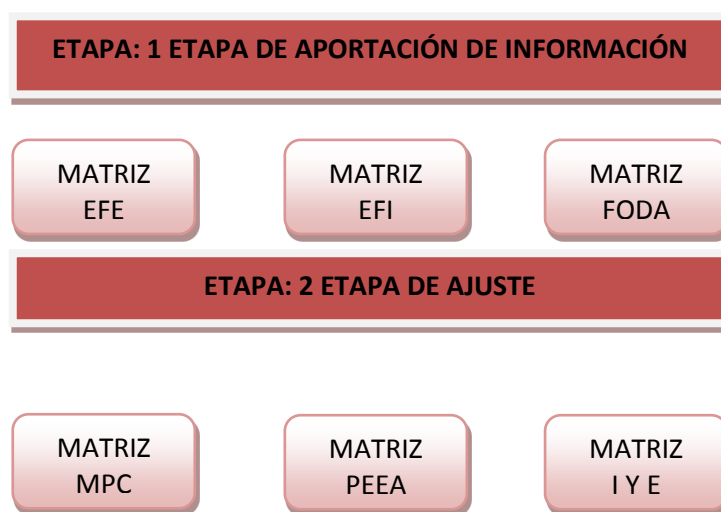 ETAPA: 1 ETAPA DE APORTACIÓN DE INFORMACIÓN
MATRIZ
EFE
MATRIZ
EFI
MATRIZ
FODA
ETAPA: 2 ETAPA DE AJUSTE
MATRIZ
MPC
MATRIZ
PEEA
MATRIZ
I Y E